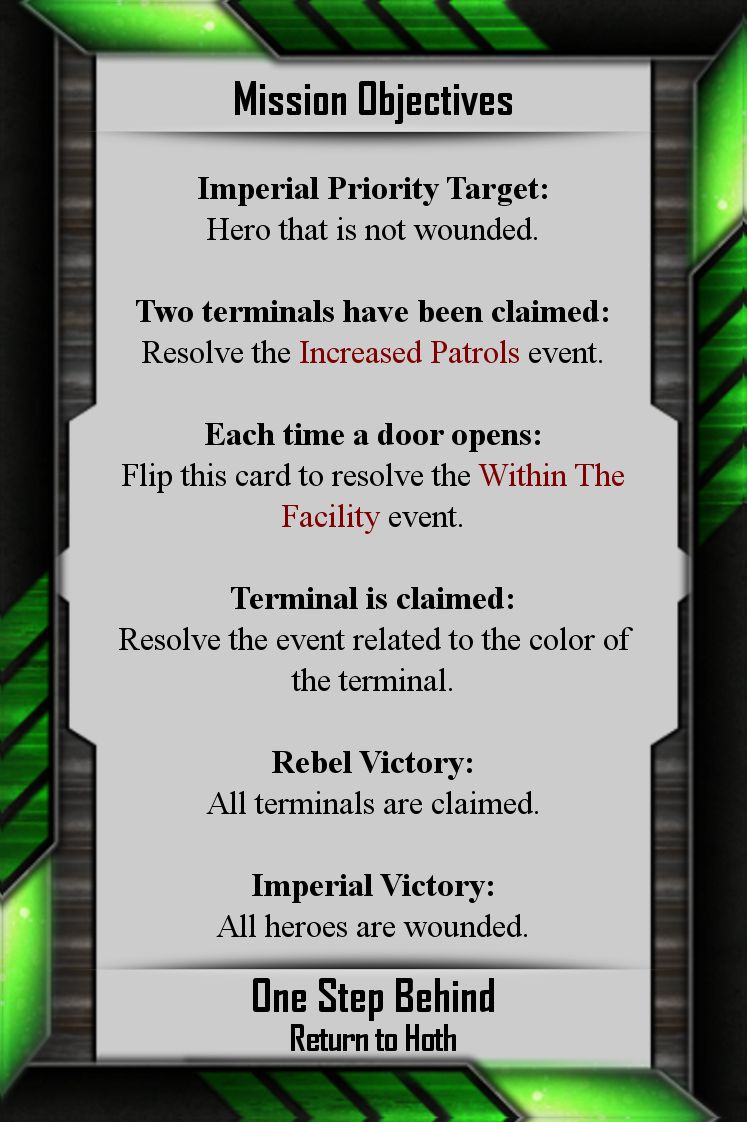 Mission Objectives
Imperial Priority Target:
Hero that is not wounded.
Two terminals have been claimed:
Resolve the Increased Patrols event.
Each time a door opens:
Flip this card to resolve the Within The
Facility event.
Terminal is claimed:
Resolve the event related to the color of
the terminal.
Rebel Victory:
All terminals are claimed.
Imperial Victory:
All heroes are wounded.
One Step Behind
Return to Hoth